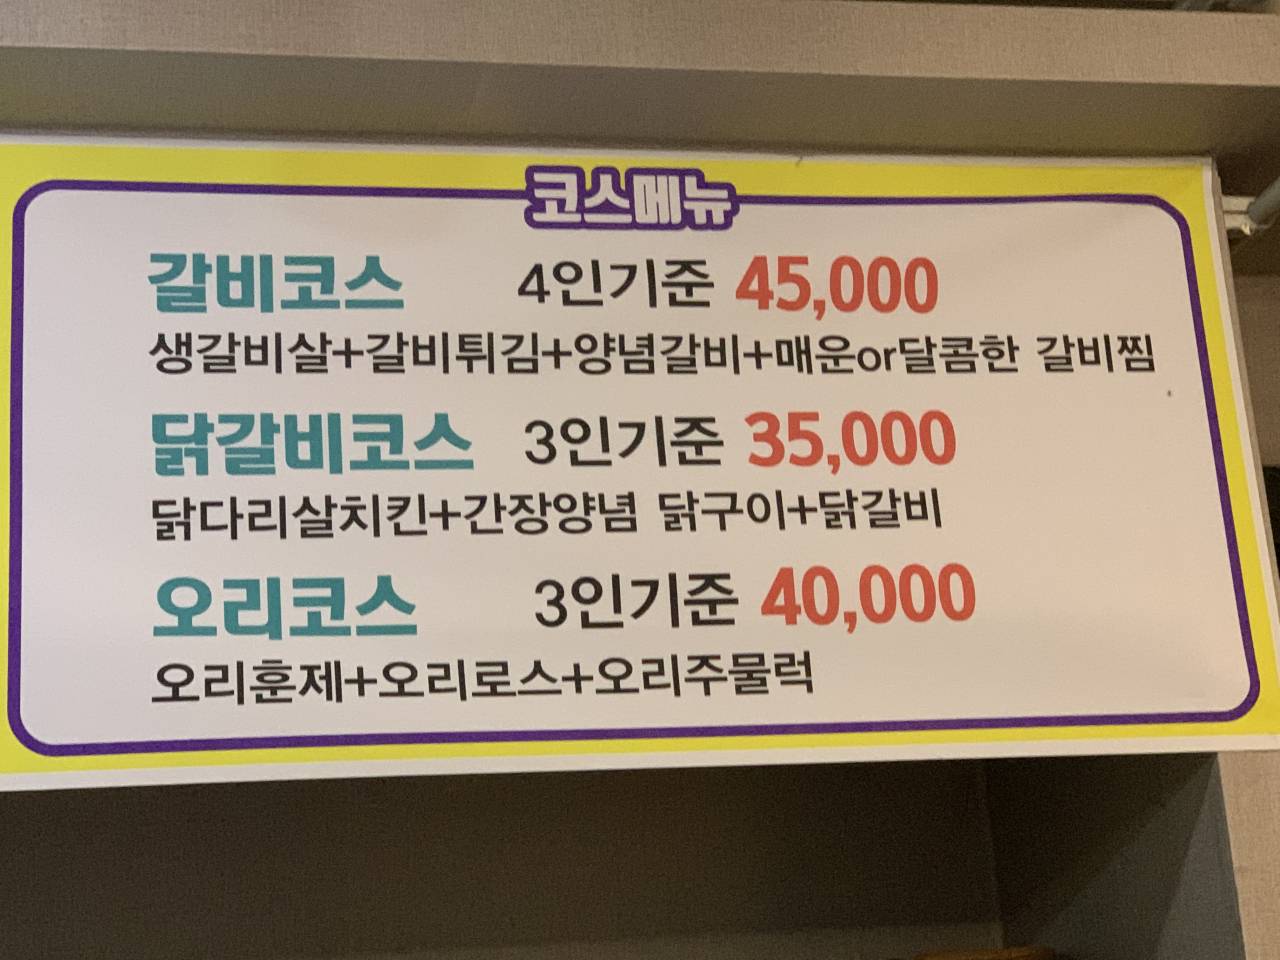 코스메뉴
갈비코스 4인기준 45,000
생갈비살+갈비튀김+양념갈비+매운or달콤한 갈비찜
닭갈비코스 3인기준 35,000
닭다리살치킨+간장양념 닭구이+닭갈비
오리코스 3인기준 40,000
오리훈제+오리로스+오리주물럭